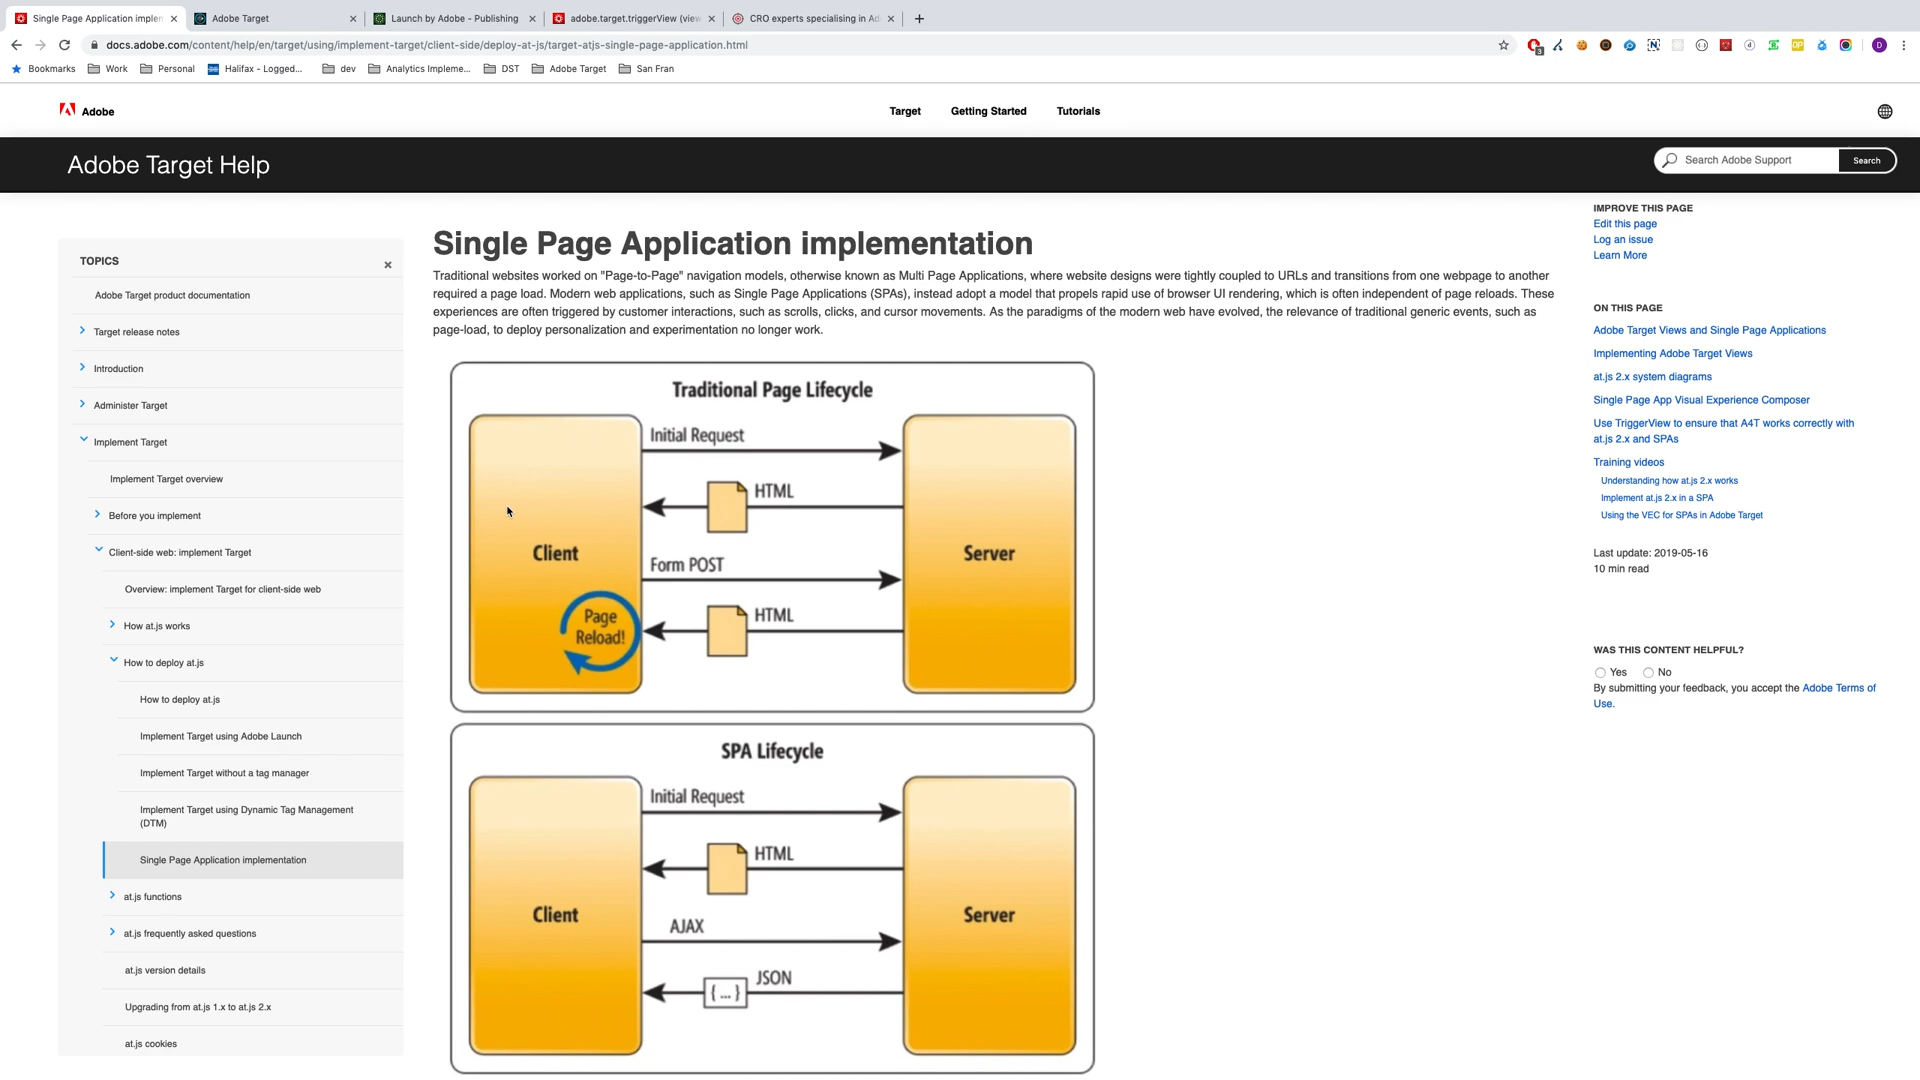 Single Page Application implem
Adobe Target
Launch by Adobe - Publishing
adobe.target.triggerView (view
CRO experts specialising in Ad
docs.adobe.com/content/help/en/target/using/implement-target/client-side/deploy-at-js/target-atjs-single-page-application.html
Bookmarks
Work
Personal
Halifax - Logged...
dev
Analytics Impleme...
DST
Adobe Target
San Fran
Adobe
Target
Getting Started
Tutorials
Adobe Target Help
Search Adobe Support
Search
TOPICS
Adobe Target product documentation
Target release notes
Introduction
Administer Target
Implement Target
Implement Target overview
Before you implement
Client-side web: implement Target
Overview: implement Target for client-side web
How at.js works
How to deploy at.js
How to deploy at.js
Implement Target using Adobe Launch
Implement Target without a tag manager
Implement Target using Dynamic Tag Management
(DTM)
Single Page Application implementation
at.js functions
at.js frequently asked questions
at.js version details
Upgrading from at.js 1.x to at.js 2.x
at.js cookies
Single Page Application implementation
Traditional websites worked on "Page-to-Page" navigation models, otherwise known as Multi Page Applications, where website designs were tightly coupled to URLs and transitions from one webpage to another
required a page load. Modern web applications, such as Single Page Applications (SPAs), instead adopt a model that propels rapid use of browser UI rendering, which is often independent of page reloads. These
experiences are often triggered by customer interactions, such as scrolls, clicks, and cursor movements. As the paradigms of the modern web have evolved, the relevance of traditional generic events, such as
page-load, to deploy personalization and experimentation no longer work.
Traditional Page Lifecycle
Initial Request
HTML
Client
Server
Form POST
HTML
Page
Reload!
SPA Lifecycle
Initial Request
HTML
Client
Server
AJAX
JSON
{ ... }
IMPROVE THIS PAGE
Edit this page
Log an issue
Learn More
ON THIS PAGE
Adobe Target Views and Single Page Applications
Implementing Adobe Target Views
at.js 2.x system diagrams
Single Page App Visual Experience Composer
Use TriggerView to ensure that A4T works correctly with
at.js 2.x and SPAs
Training videos
Understanding how at.js 2.x works
Implement at.js 2.x in a SPA
Using the VEC for SPAs in Adobe Target
Last update: 2019-05-16
10 min read
WAS THIS CONTENT HELPFUL?
Yes
No
By submitting your feedback, you accept the Adobe Terms of
Use.